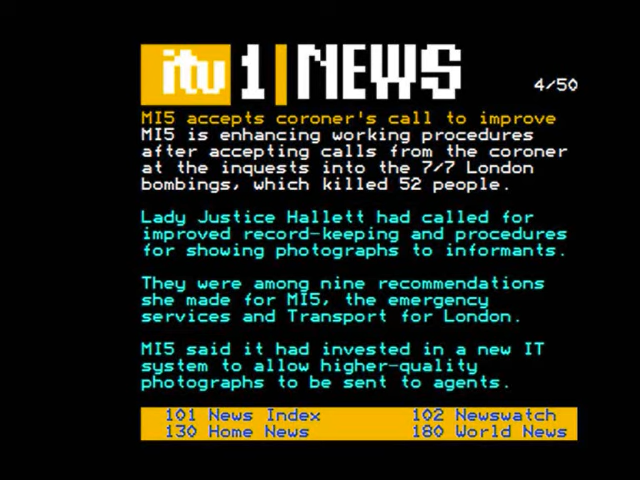 itv 1 NEWS
4/50
MI5 accepts coroner's call to improve
MI5 is enhancing working procedures
after accepting calls from the coroner
at the inquests into the 7/7 London
bombings, which killed 52 people.
Lady Justice Hallett had called for
improved record-keeping and procedures
for showing photographs to informants.
They were among nine recommendations
she made for MI5, the emergency
services and Transport for London.
MI5 said it had invested in a new IT
system to allow higher-quality
photographs to be sent to agents.
101 News Index 102 Newswatch
130 Home News 180 World News